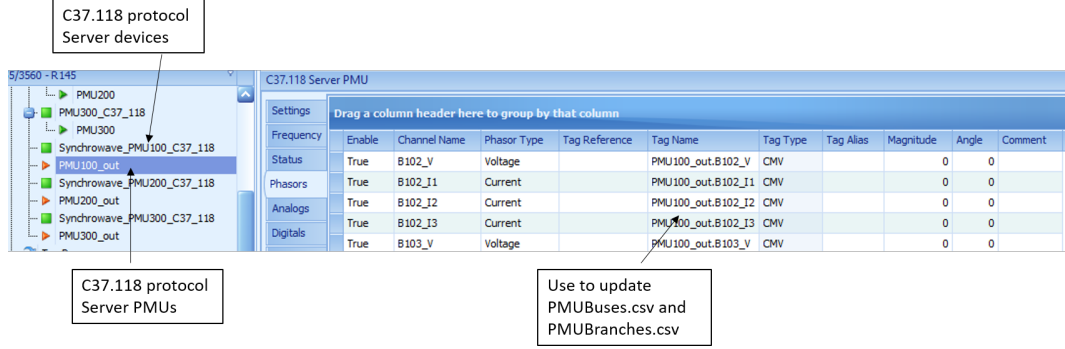 C37.118 protocol
Server devices
5/3560 - R145
PMU200
PMU300_C37_118
PMU300
Synchrowave_PMU100_C37_118
PMU100_out
Synchrowave_PMU200_C37_118
PMU200_out
Synchrowave_PMU300_C37_118
PMU300_out
C37.118 Server PMU
Settings
Frequency
Status
Phasors
Analogs
Digitals
Drag a column header here to group by that column
Enable Channel Name Phasor Type Tag Reference Tag Name Tag Type Tag Alias Magnitude Angle Comment
True B102_V Voltage PMU100_out.B102_V CMV 0 0
True B102_I1 Current PMU100_out.B102_I1 CMV 0 0
True B102_I2 Current PMU100_out.B102_I2 CMV 0 0
True B102_I3 Current PMU100_out.B102_I3 CMV 0 0
True B103_V Voltage PMU100_out.B103_V CMV 0 0
C37.118 protocol
Server PMUs
Use to update
PMUBuses.csv and
PMUBranches.csv